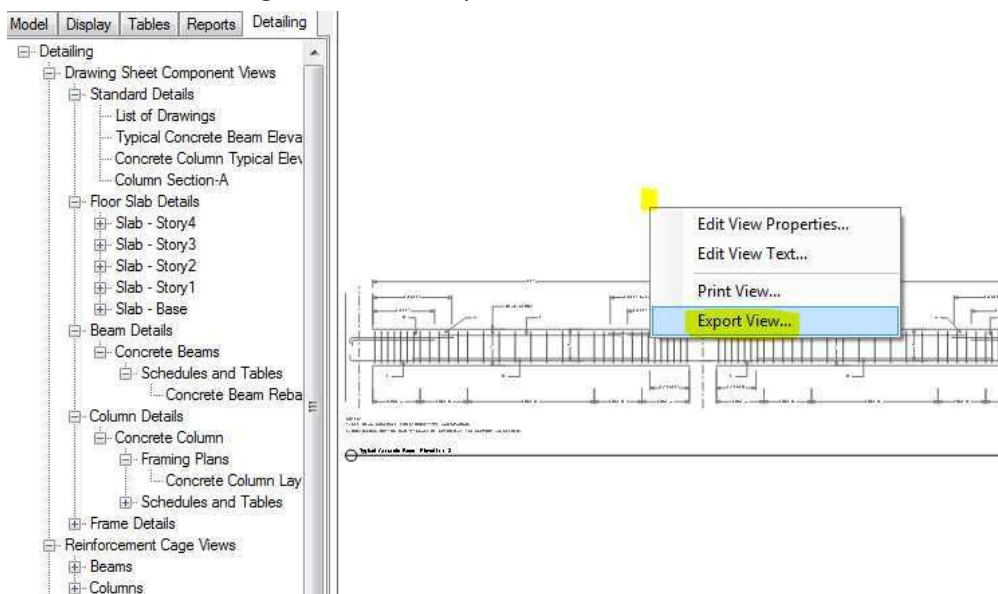 Model Display Tables Reports Detailing
Detailing
Drawing Sheet Component Views
Standard Details
List of Drawings
Typical Concrete Beam Eleva
Concrete Column Typical Elev
Column Section-A
Floor Slab Details
Slab - Story4
Slab - Story3
Slab - Story2
Slab - Story1
Slab - Base
Beam Details
Concrete Beams
Schedules and Tables
Concrete Beam Reba
Column Details
Concrete Column
Framing Plans
Concrete Column Lay
Schedules and Tables
Frame Details
Reinforcement Cage Views
Beams
Columns
Edit View Properties...
Edit View Text...
Print View...
Export View...